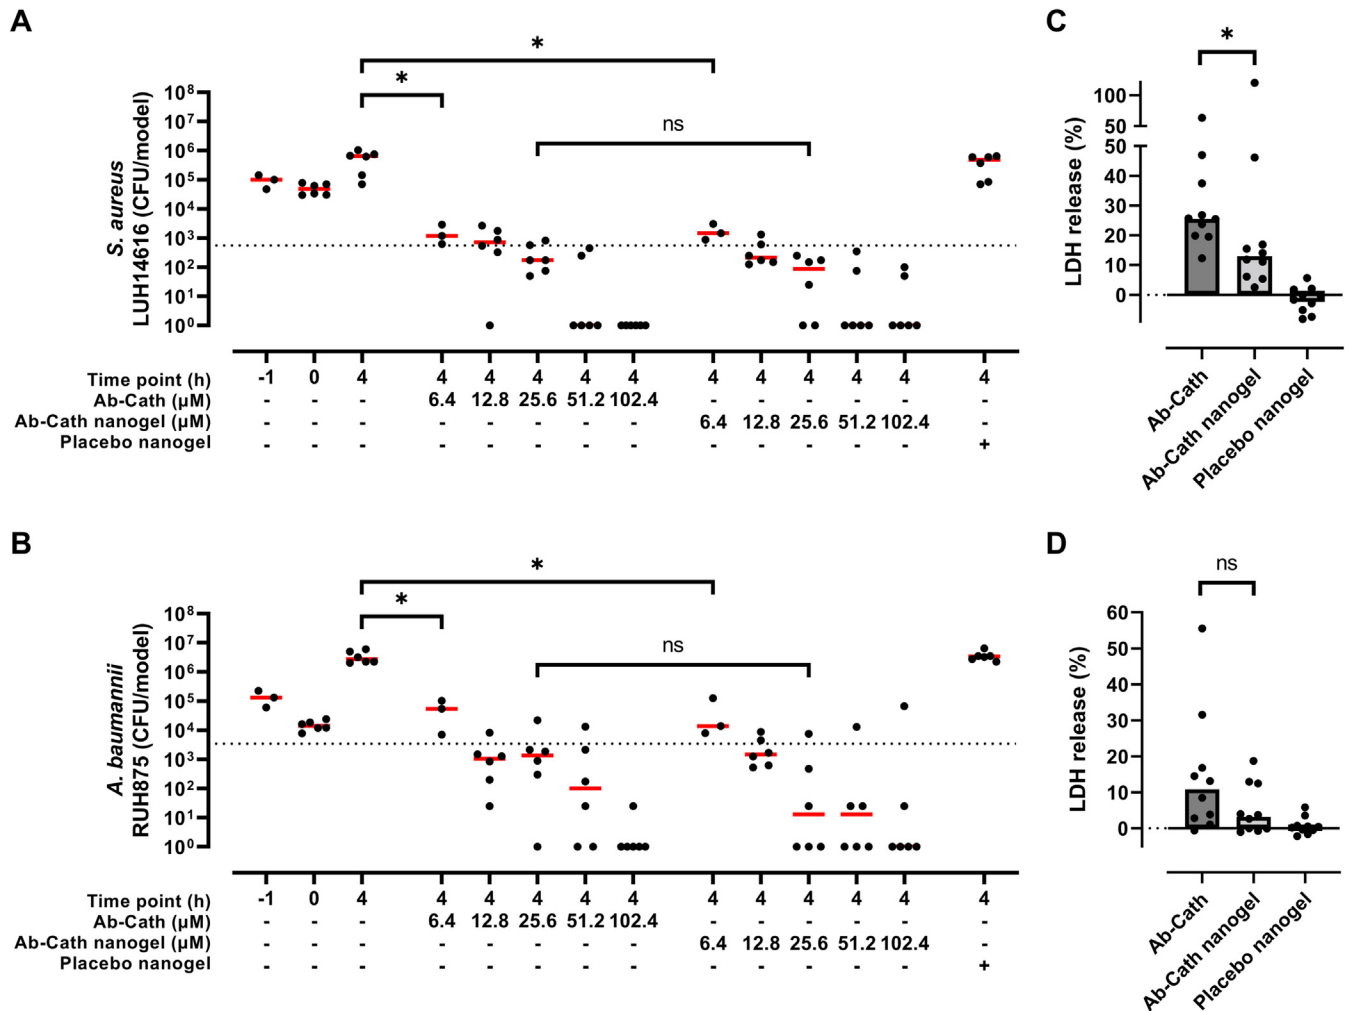 A
S. aureus
LUH14616 (CFU/model)
10⁸
10⁷
10⁶
10⁵
10⁴
10³
10²
10¹
10⁰
*
*
ns
Time point (h) -1 0 4 4 4 4 4 4 4 4 4 4 4 4
Ab-Cath (µM) - - - 6.4 12.8 25.6 51.2 102.4 - - - - - -
Ab-Cath nanogel (µM) - - - - - - - - 6.4 12.8 25.6 51.2 102.4 -
Placebo nanogel - - - - - - - - - - - - - +
C
*
LDH release (%)
100
50
50
40
30
20
10
0
Ab-Cath
Ab-Cath nanogel
Placebo nanogel
B
A. baumannii
RUH875 (CFU/model)
10⁸
10⁷
10⁶
10⁵
10⁴
10³
10²
10¹
10⁰
*
*
ns
Time point (h) -1 0 4 4 4 4 4 4 4 4 4 4 4 4
Ab-Cath (µM) - - - 6.4 12.8 25.6 51.2 102.4 - - - - - -
Ab-Cath nanogel (µM) - - - - - - - - 6.4 12.8 25.6 51.2 102.4 -
Placebo nanogel - - - - - - - - - - - - - +
D
ns
LDH release (%)
60
50
40
30
20
10
0
Ab-Cath
Ab-Cath nanogel
Placebo nanogel